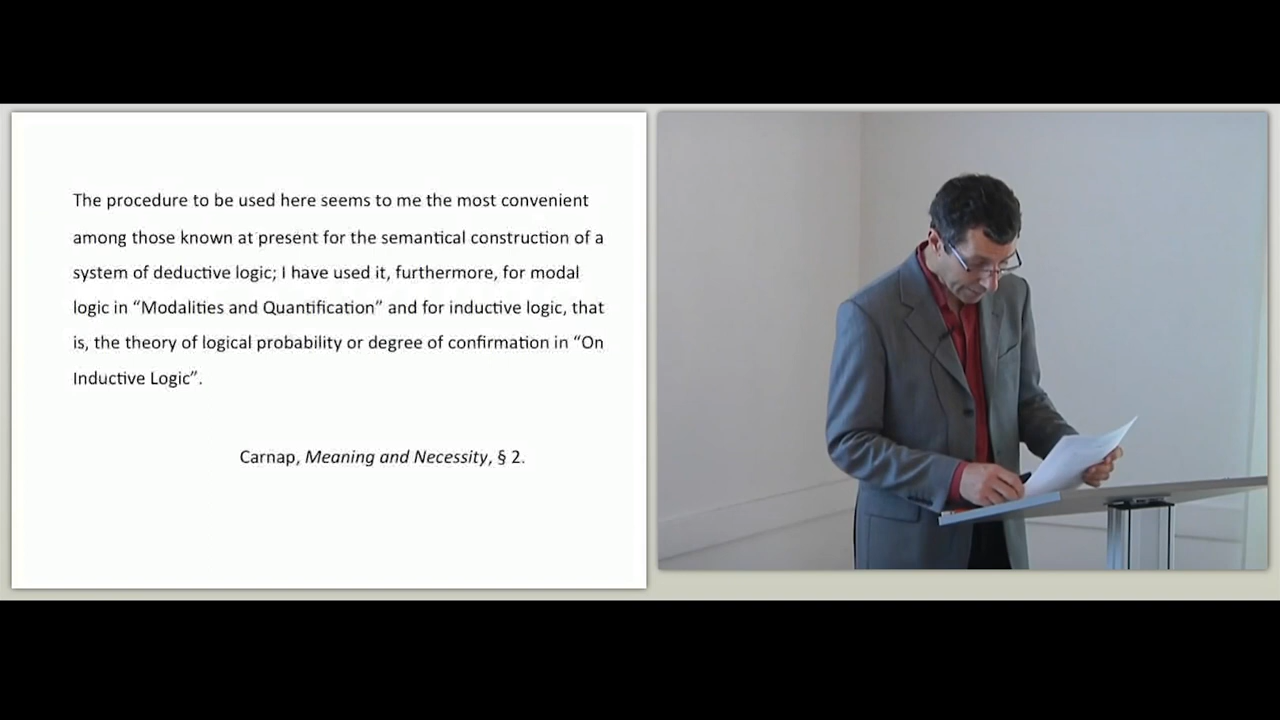 The procedure to be used here seems to me the most convenient
among those known at present for the semantical construction of a
system of deductive logic; I have used it, furthermore, for modal
logic in “Modalities and Quantification” and for inductive logic, that
is, the theory of logical probability or degree of confirmation in “On
Inductive Logic”.
Carnap, Meaning and Necessity, § 2.